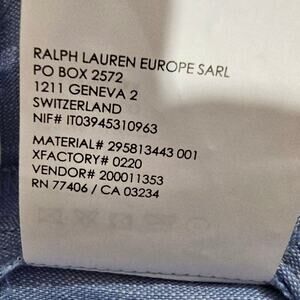 RALPH LAUREN EUROPE SARL
PO BOX 2572
1211 GENEVA 2
SWITZERLAND
NIF# IT03945310963
MATERIAL# 295813443 001
XFACTORY# 0220
VENDOR# 200011353
RN 77406 / CA 03234